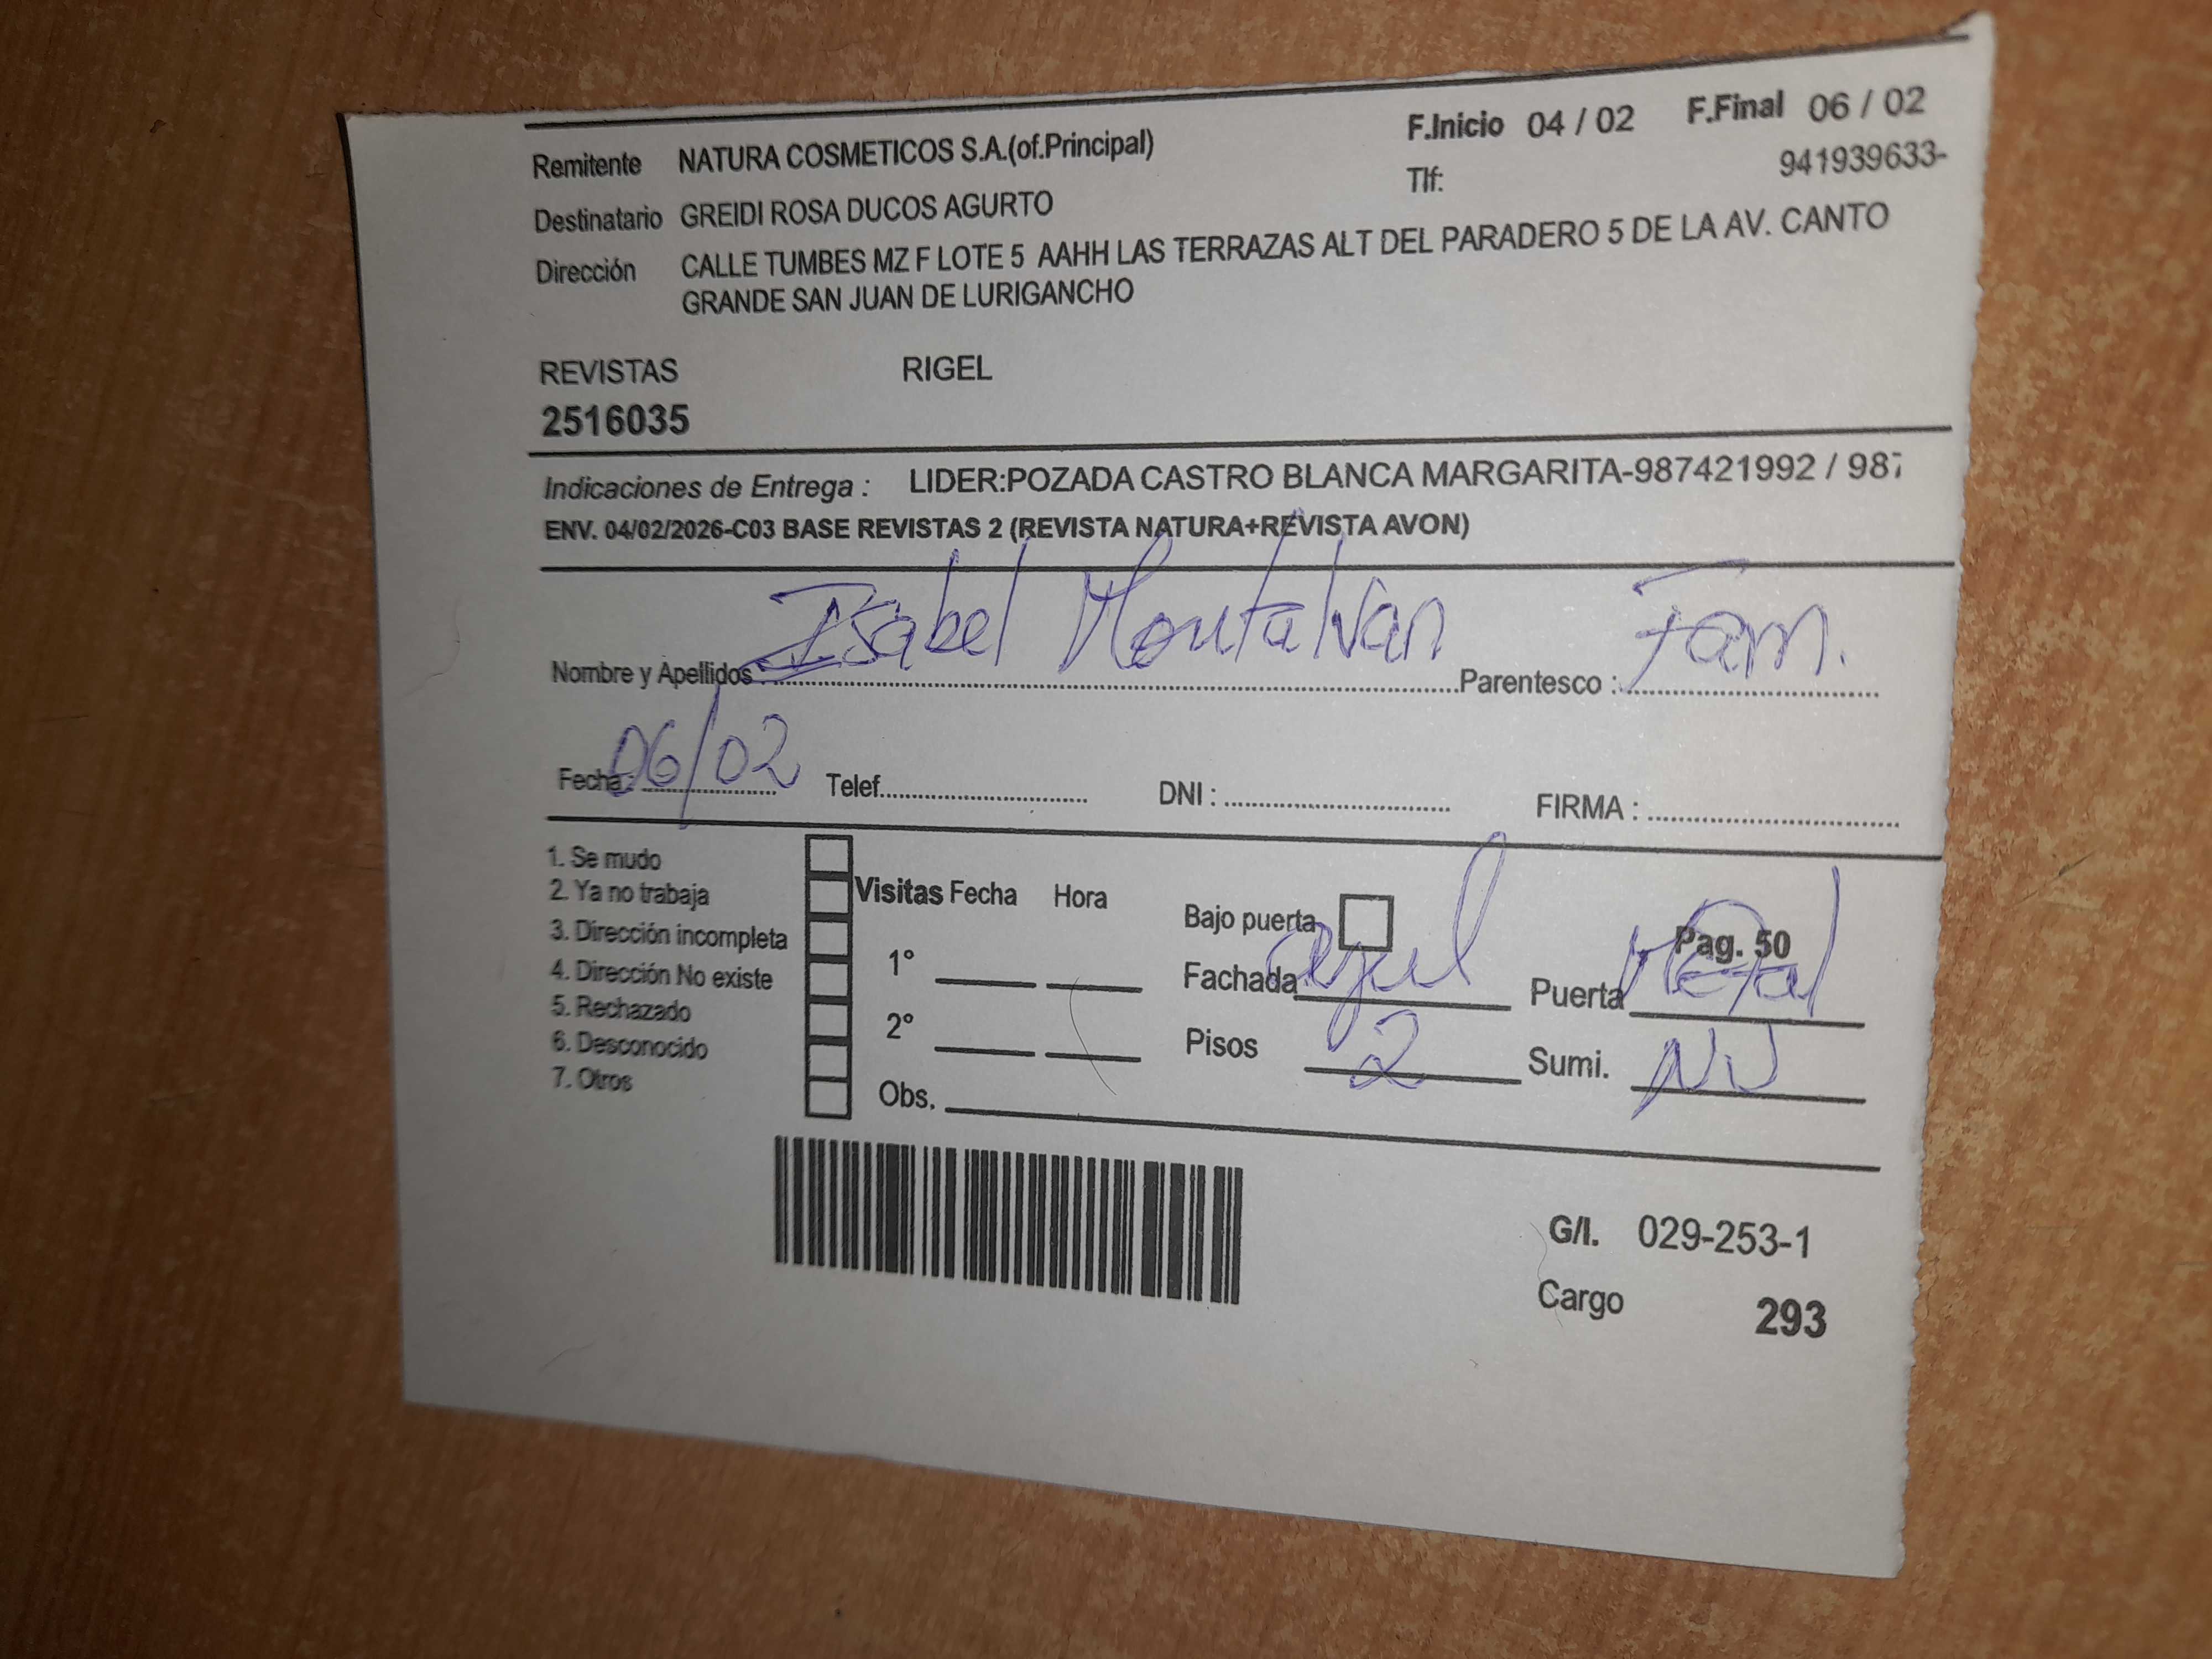 F.Inicio 04 / 02 F.Final 06 / 02
Remitente NATURA COSMETICOS S.A.(of.Principal) Tlf: 941939633-
Destinatario GREIDI ROSA DUCOS AGURTO
Dirección CALLE TUMBES MZ F LOTE 5 AAHH LAS TERRAZAS ALT DEL PARADERO 5 DE LA AV. CANTO
GRANDE SAN JUAN DE LURIGANCHO
REVISTAS RIGEL
2516035
Indicaciones de Entrega : LIDER:POZADA CASTRO BLANCA MARGARITA-987421992 / 987
ENV. 04/02/2026-C03 BASE REVISTAS 2 (REVISTA NATURA+REVISTA AVON)
Nombre y Apellidos : Isabel Montalvan Parentesco : Fam.
Fecha: 06/02 Telef. DNI : FIRMA :
1. Se mudo
2. Ya no trabaja
3. Dirección incompleta
4. Dirección No existe
5. Rechazado
6. Desconocido
7. Otros
Visitas Fecha Hora
1°
2°
Obs.
Bajo puerta Pag. 50
Fachada azul Puerta Metal
Pisos 2 Sumi.
G/I. 029-253-1
Cargo 293